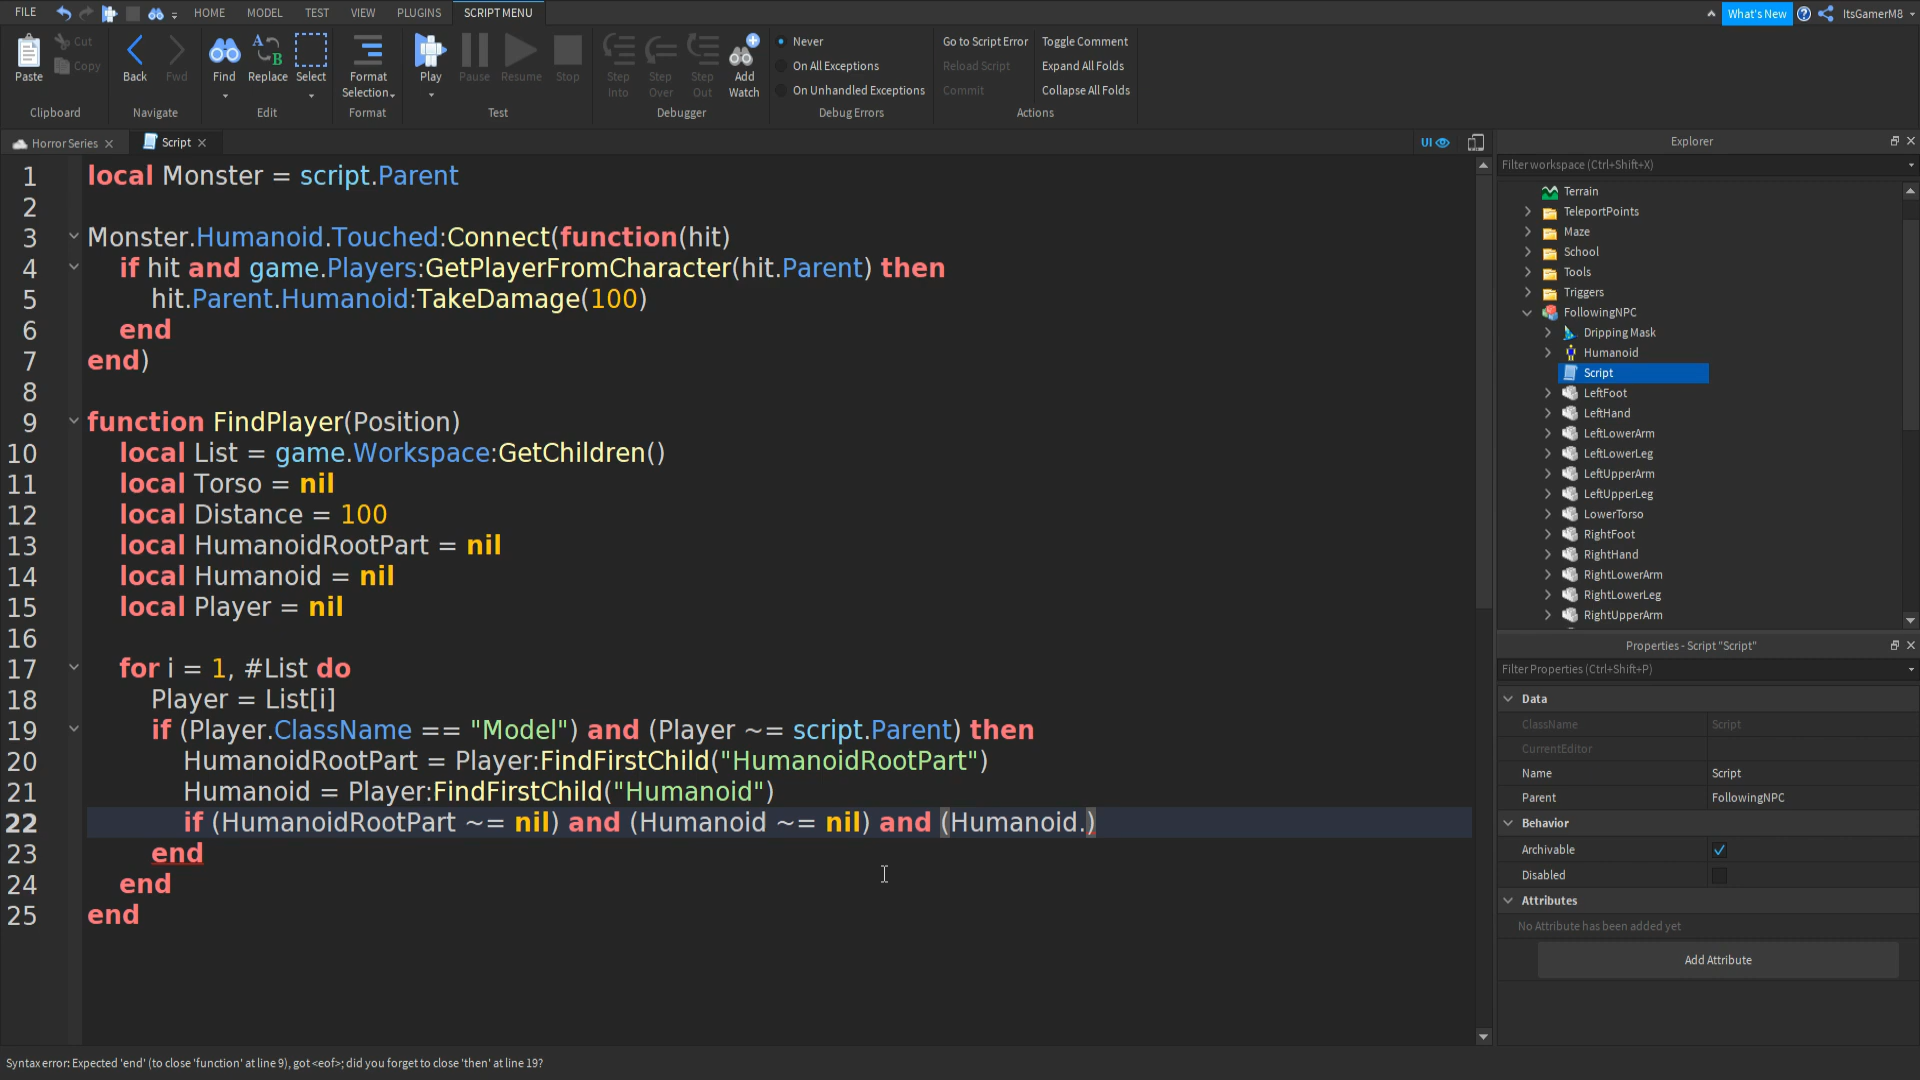 FILE HOME MODEL TEST VIEW PLUGINS SCRIPT MENU What's New ItsGamerM8
Paste Cut Copy
Clipboard
Back Fwd
Navigate
Find Replace Select
Edit
Format Selection
Format
Play Pause Resume Stop
Test
Step Into Step Over Step Out Add Watch
Debugger
Never
On All Exceptions
On Unhandled Exceptions
Debug Errors
Go to Script Error Toggle Comment
Reload Script Expand All Folds
Commit Collapse All Folds
Actions
Horror Series Script UI
1 local Monster = script.Parent
2
3 Monster.Humanoid.Touched:Connect(function(hit)
4 if hit and game.Players:GetPlayerFromCharacter(hit.Parent) then
5 hit.Parent.Humanoid:TakeDamage(100)
6 end
7 end)
8
9 function FindPlayer(Position)
10 local List = game.Workspace:GetChildren()
11 local Torso = nil
12 local Distance = 100
13 local HumanoidRootPart = nil
14 local Humanoid = nil
15 local Player = nil
16
17 for i = 1, #List do
18 Player = List[i]
19 if (Player.ClassName == "Model") and (Player ~= script.Parent) then
20 HumanoidRootPart = Player:FindFirstChild("HumanoidRootPart")
21 Humanoid = Player:FindFirstChild("Humanoid")
22 if (HumanoidRootPart ~= nil) and (Humanoid ~= nil) and (Humanoid.)
23 end
24 end
25 end
Explorer
Filter workspace (Ctrl+Shift+X)
Terrain
TeleportPoints
Maze
School
Tools
Triggers
FollowingNPC
Dripping Mask
Humanoid
Script
LeftFoot
LeftHand
LeftLowerArm
LeftLowerLeg
LeftUpperArm
LeftUpperLeg
LowerTorso
RightFoot
RightHand
RightLowerArm
RightLowerLeg
RightUpperArm
Properties - Script "Script"
Filter Properties (Ctrl+Shift+P)
Data
ClassName Script
CurrentEditor
Name Script
Parent FollowingNPC
Behavior
Archivable
Disabled
Attributes
No Attribute has been added yet
Add Attribute
Syntax error: Expected 'end' (to close 'function' at line 9), got <eof>; did you forget to close 'then' at line 19?